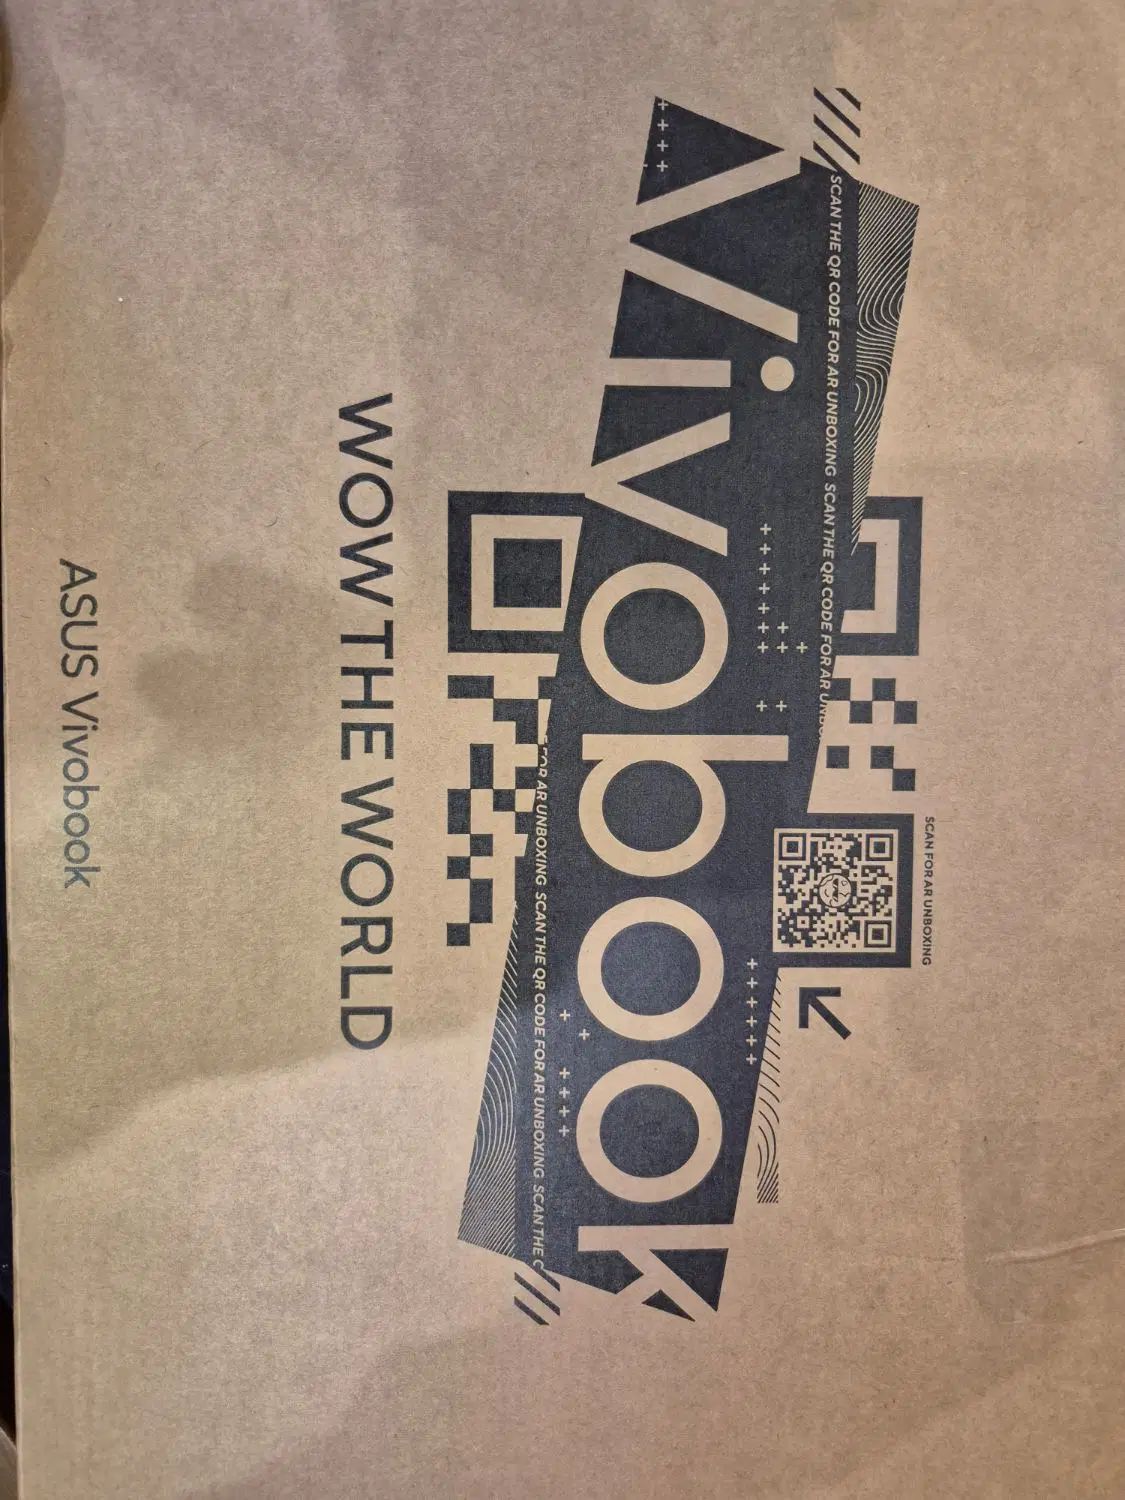 SCAN FOR AR UNBOXING
SCAN THE QR CODE FOR AR UNBOXING SCAN THE QR CODE FOR AR
Vivobook
FOR AR UNBOXING SCAN THE QR CODE FOR AR UNBOXING SCAN THE
WOW THE WORLD
ASUS Vivobook